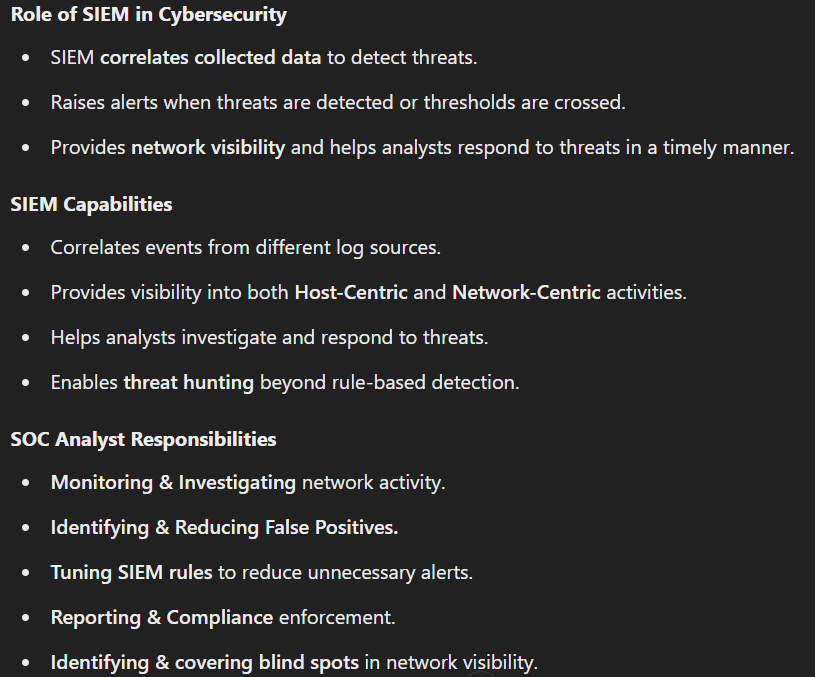 Role of SIEM in Cybersecurity
SIEM correlates collected data to detect threats.
Raises alerts when threats are detected or thresholds are crossed.
Provides network visibility and helps analysts respond to threats in a timely manner.
SIEM Capabilities
Correlates events from different log sources.
Provides visibility into both Host-Centric and Network-Centric activities.
Helps analysts investigate and respond to threats.
Enables threat hunting beyond rule-based detection.
SOC Analyst Responsibilities
Monitoring & Investigating network activity.
Identifying & Reducing False Positives.
Tuning SIEM rules to reduce unnecessary alerts.
Reporting & Compliance enforcement.
Identifying & covering blind spots in network visibility.